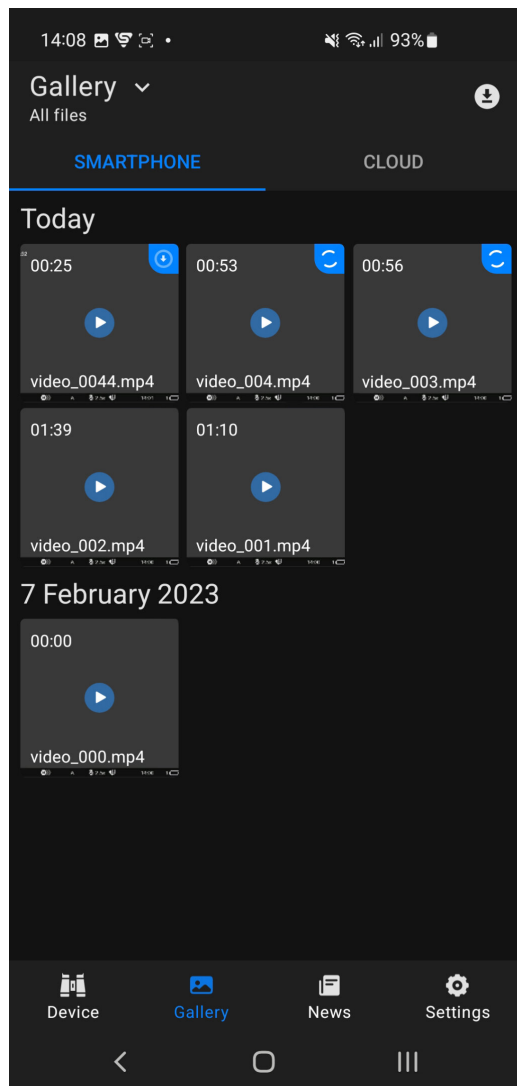 14:08 93%
Gallery
All files
SMARTPHONE CLOUD
Today
00:25 00:53 00:56
video_0044.mp4 video_004.mp4 video_003.mp4
01:39 01:10
video_002.mp4 video_001.mp4
7 February 2023
00:00
video_000.mp4
Device Gallery News Settings